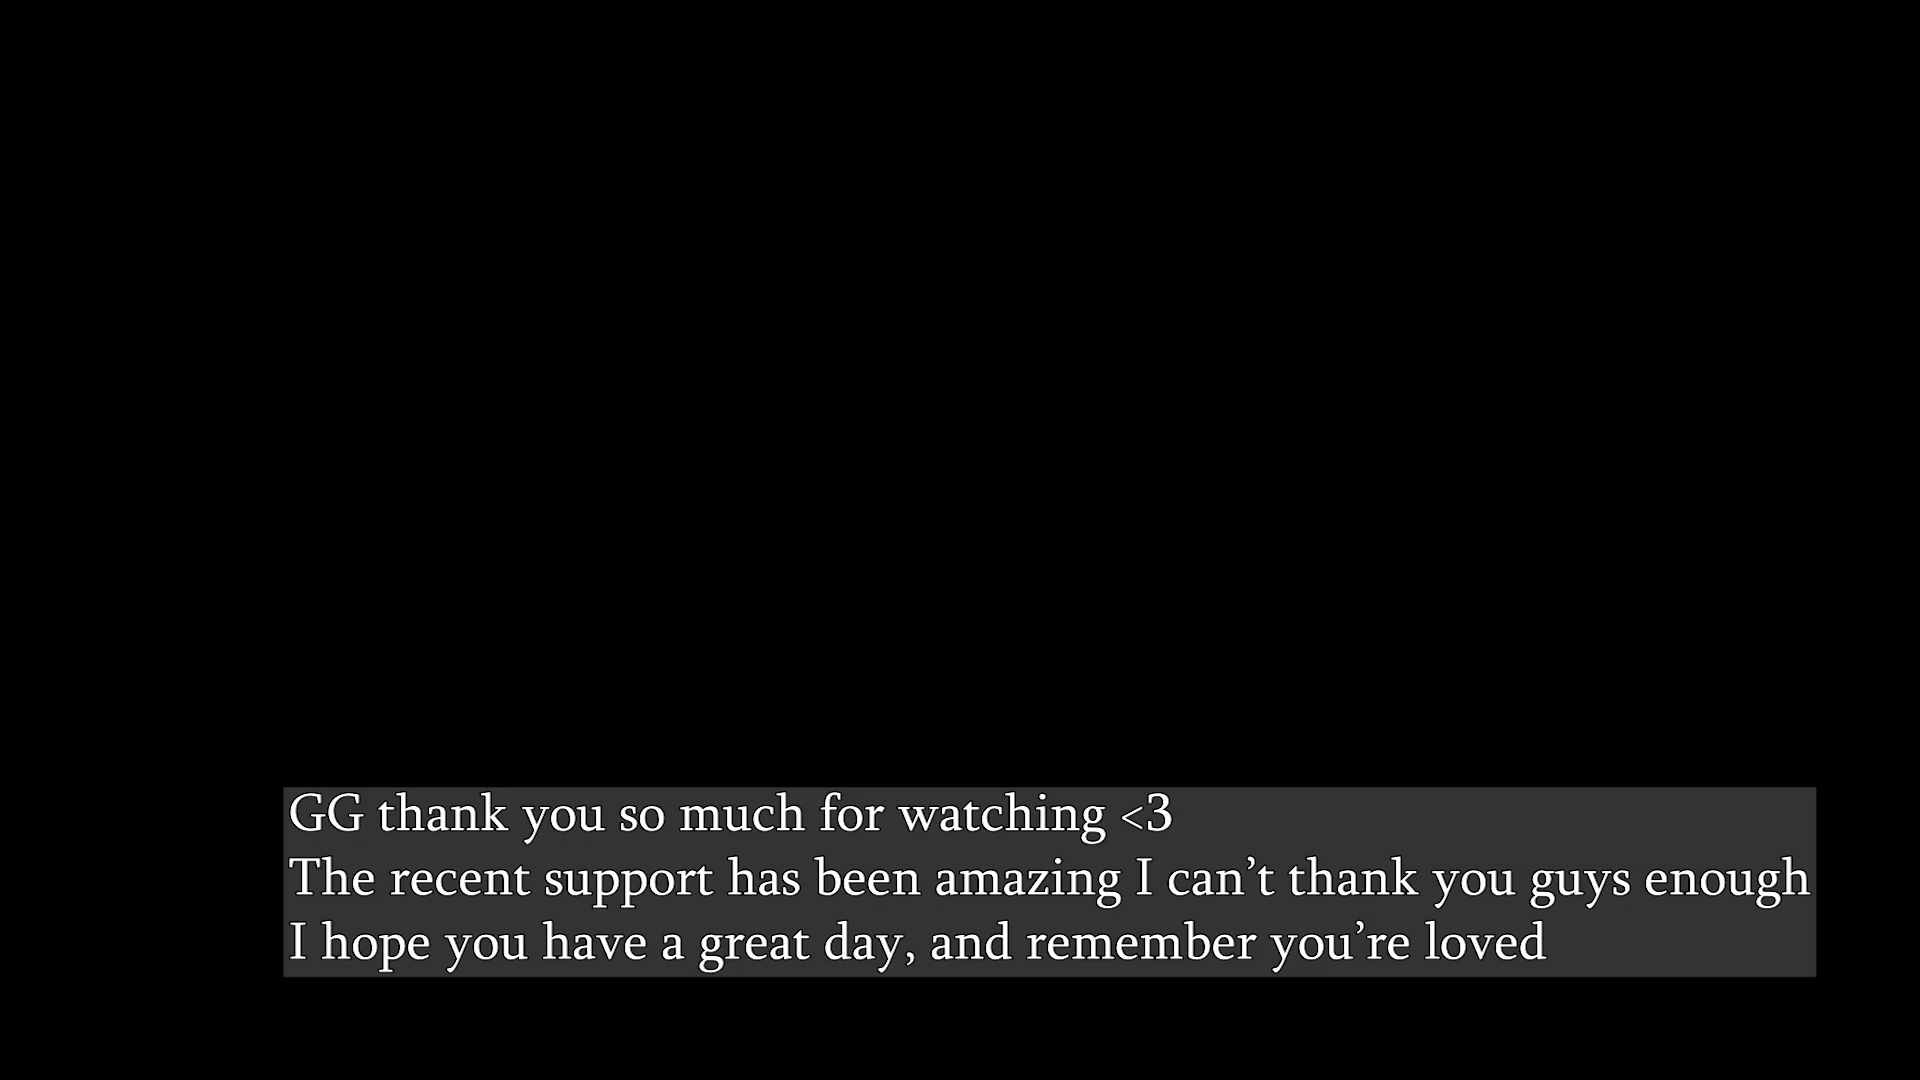 GG thank you so much for watching <3
The recent support has been amazing I can’t thank you guys enough
I hope you have a great day, and remember you’re loved